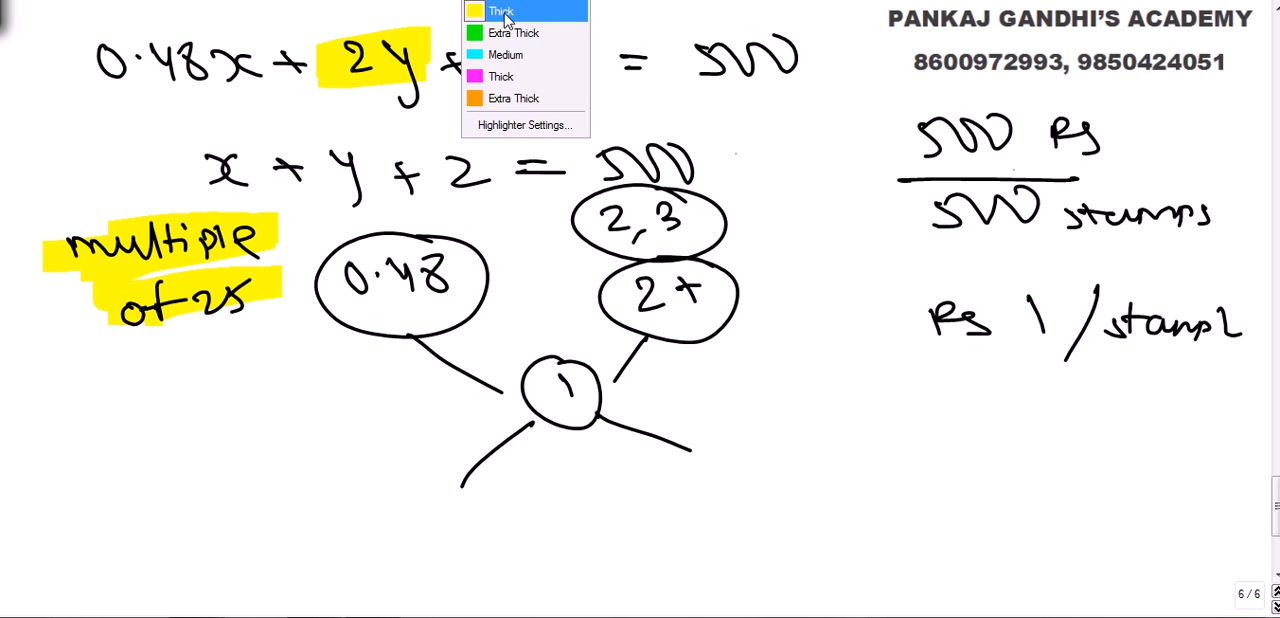 PANKAJ GANDHI'S ACADEMY
8600972993, 9850424051
Thick
Extra Thick
Medium
Thick
Extra Thick
Highlighter Settings...
0.48x + 2y + = 500
x + y + z = 500
500 Rs
500 stamps
multiple
of 25
2,3
0.48
2+
Rs 1 / stamp
1
6 / 6